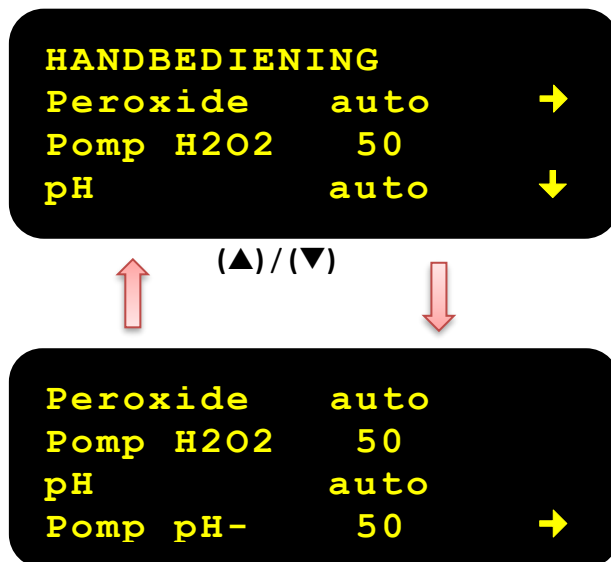 HANDBEDIENING
Peroxide auto →
Pomp H2O2 50
pH auto ↓
(▲) / (▼)
Peroxide auto
Pomp H2O2 50
pH auto
Pomp pH- 50 →